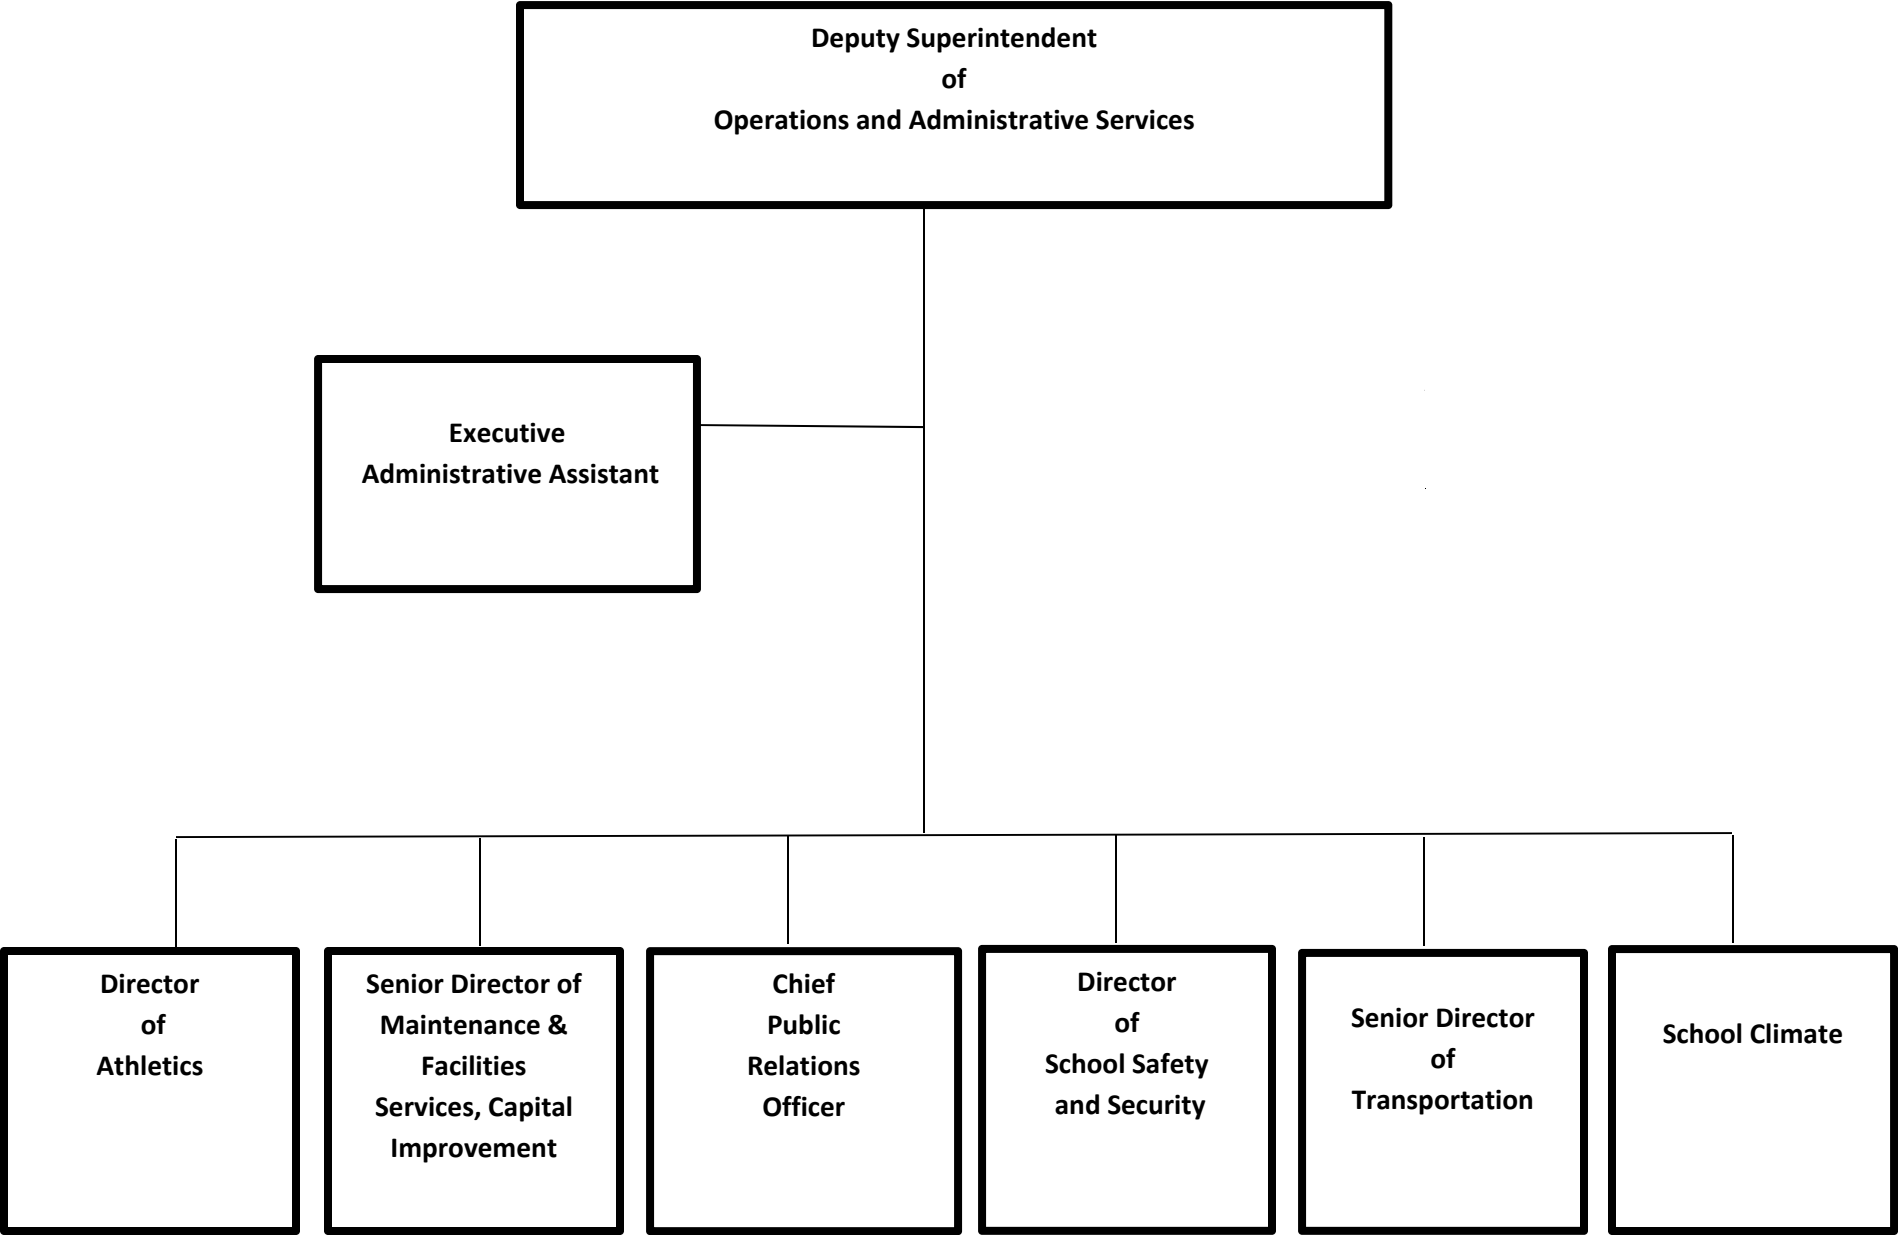 Deputy Superintendent
of
Operations and Administrative Services
Executive
Administrative Assistant
Director
of
Athletics
Senior Director of
Maintenance &
Facilities
Services, Capital
Improvement
Chief
Public
Relations
Officer
Director
of
School Safety
and Security
Senior Director
of
Transportation
School Climate